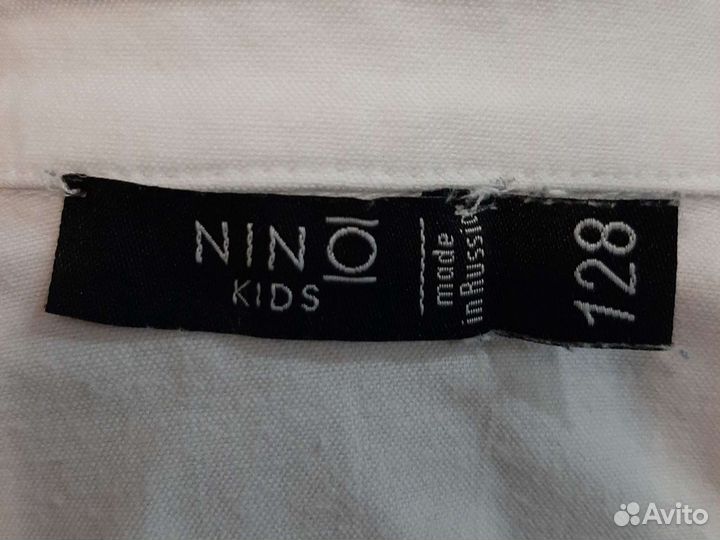 NINO
KIDS
made
in Russia
128
Avito